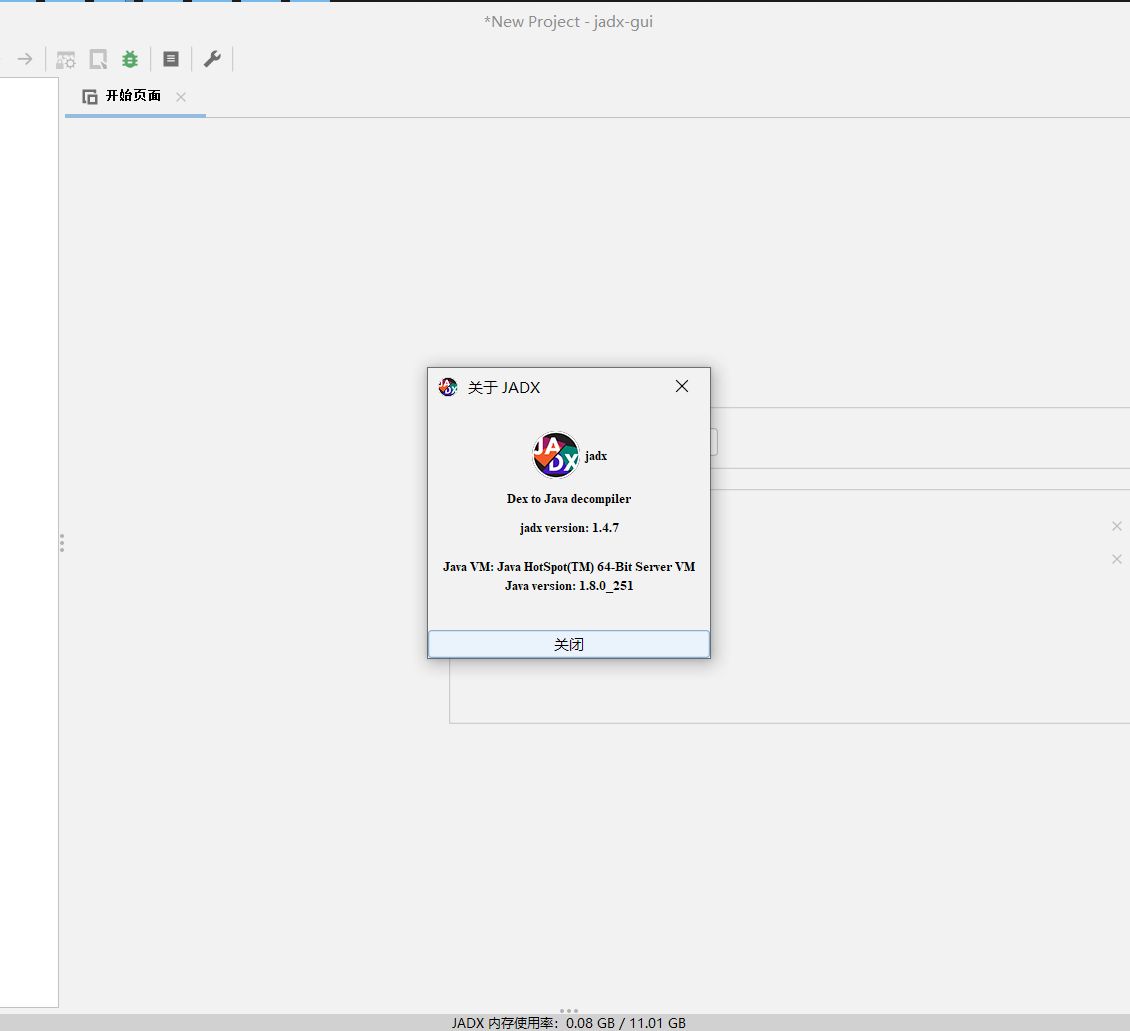 *New Project - jadx-gui
开始页面
关于 JADX
JADX
jadx
Dex to Java decompiler
jadx version: 1.4.7
Java VM: Java HotSpot(TM) 64-Bit Server VM
Java version: 1.8.0_251
关闭
JADX 内存使用率：0.08 GB / 11.01 GB